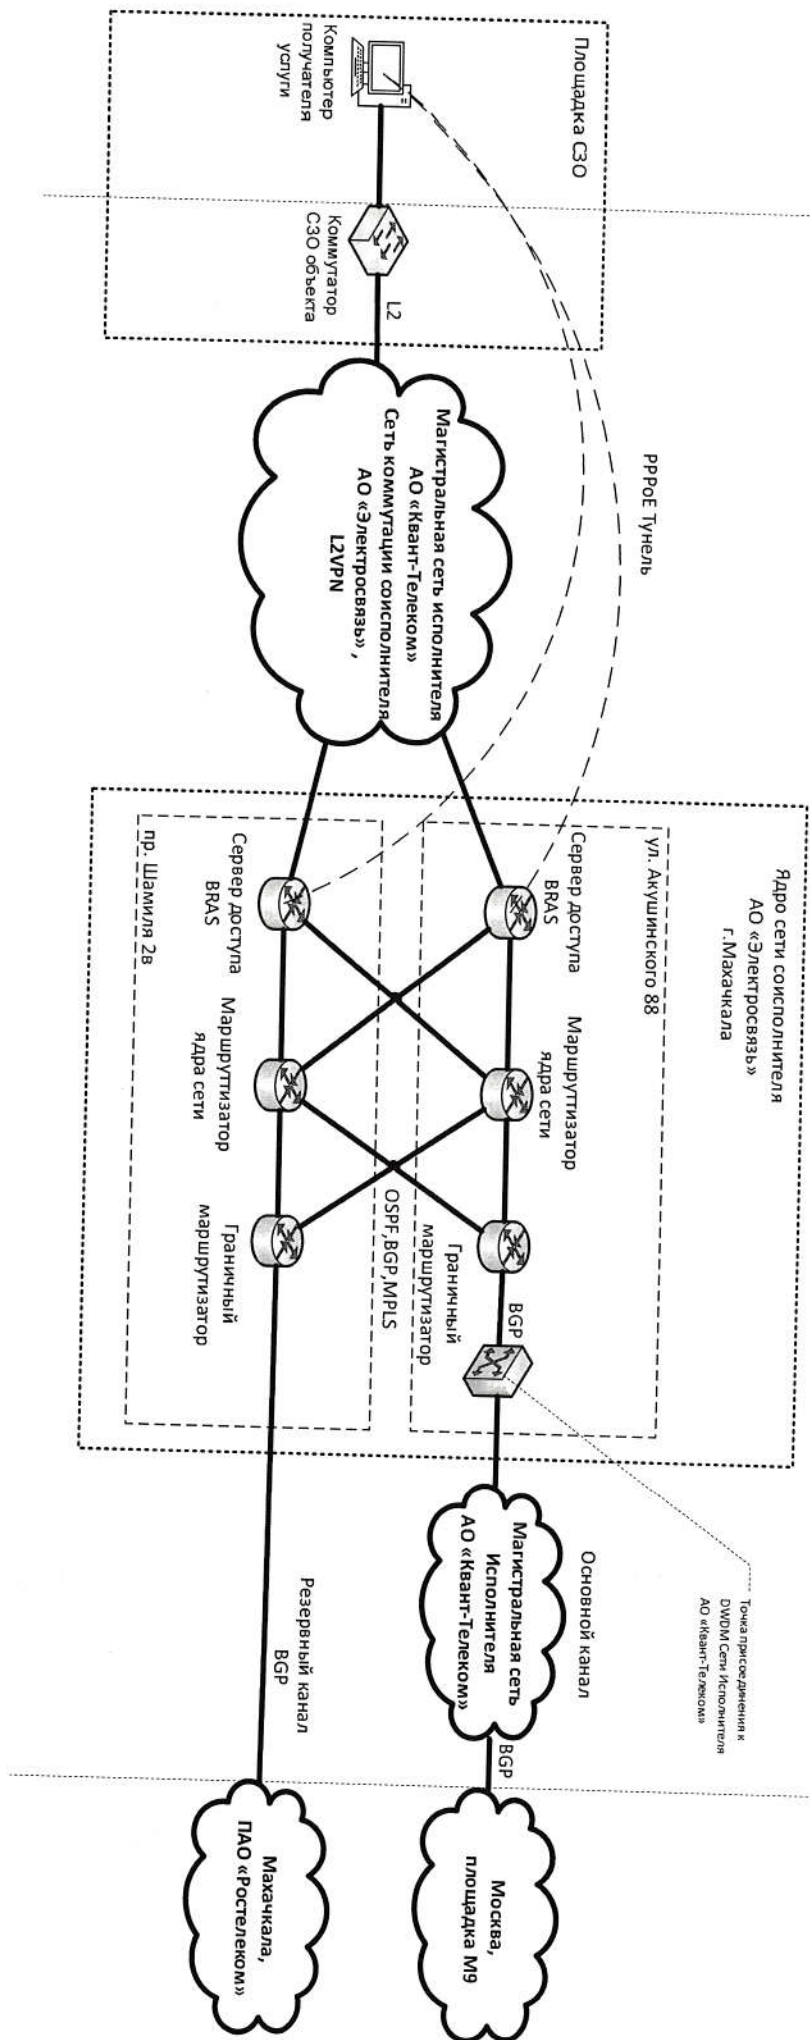 Площадка СЗО
Компьютер
получателя
услуги
Коммутатор
СЗО объекта
L2
PPPoE Тунель
Магистральная сеть исполнителя
АО «Квант-Телеком»
Сеть коммутации соисполнителя
АО «Электросвязь» ,
L2VPN
Ядро сети соисполнителя
АО «Электросвязь»
г.Махачкала
ул. Акушинского 88
Сервер доступа
BRAS
Маршруттизатор
ядра сети
Граничный
маршрутизатор
BGP
OSPF,BGP,MPLS
пр. Шамиля 2в
Сервер доступа
BRAS
Маршруттизатор
ядра сети
Граничный
маршрутизатор
Точка присоединения к
DWDM Сети Исполнителя
АО «Квант-Телеком»
Основной канал
Магистральная сеть
Исполнителя
АО «Квант-Телеком»
BGP
Москва,
площадка М9
Резервный канал
BGP
Махачкала,
ПАО «Ростелеком»